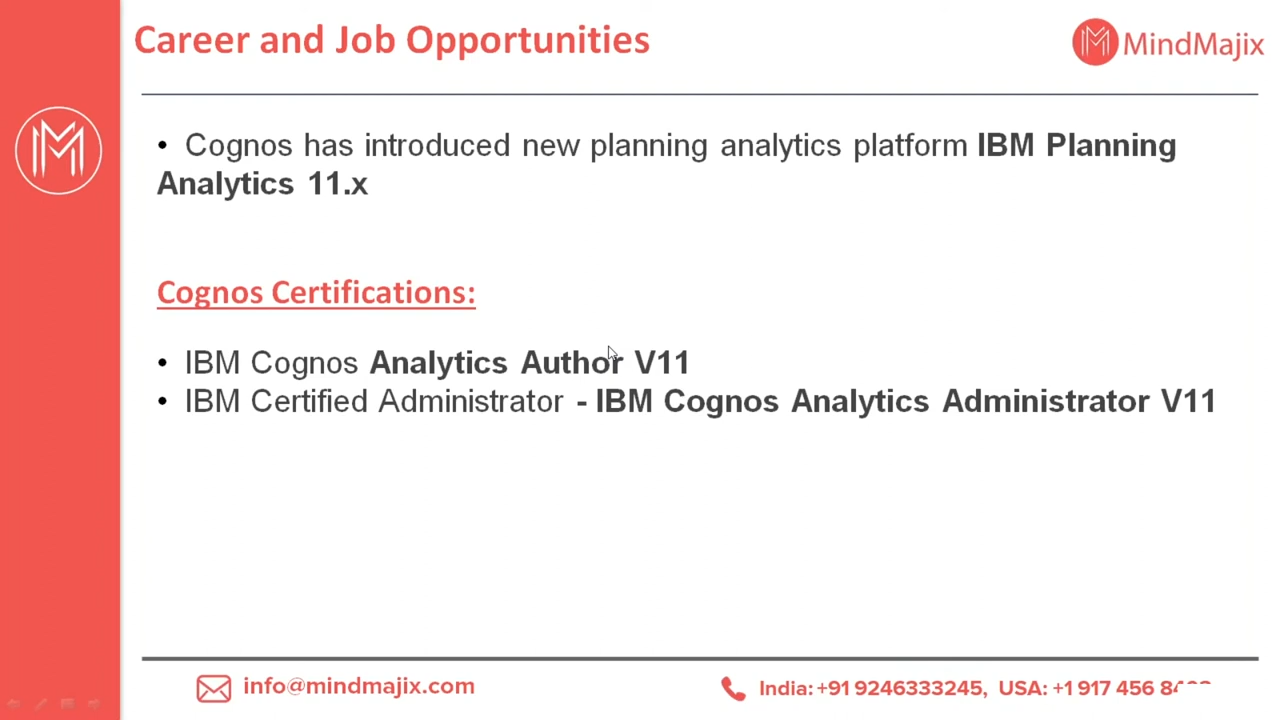 Career and Job Opportunities
MindMajix
• Cognos has introduced new planning analytics platform IBM Planning
Analytics 11.x
Cognos Certifications:
• IBM Cognos Analytics Author V11
• IBM Certified Administrator - IBM Cognos Analytics Administrator V11
info@mindmajix.com
India: +91 9246333245, USA: +1 917 456